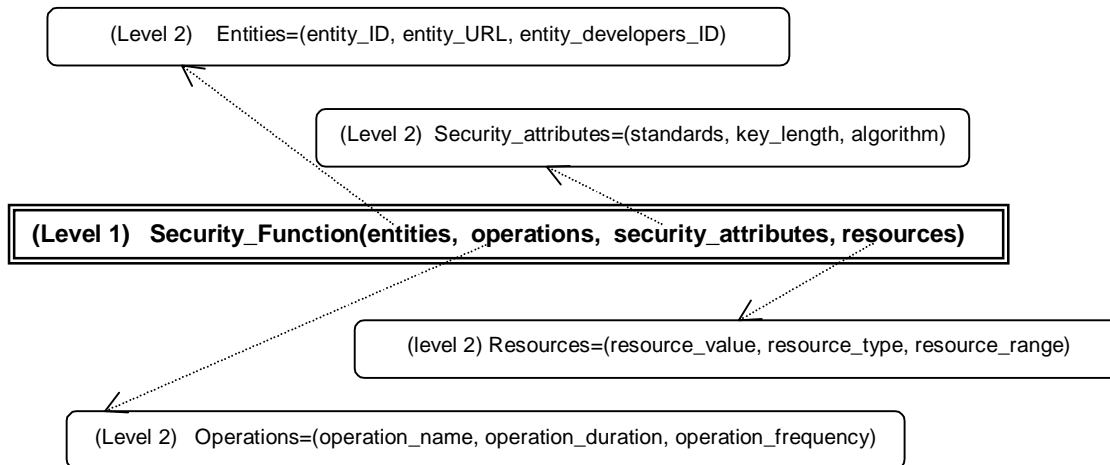 (Level 2) Entities=(entity_ID, entity_URL, entity_developers_ID)
(Level 2) Security_attributes=(standards, key_length, algorithm)
(Level 1) Security_Function(entities, operations, security_attributes, resources)
(level 2) Resources=(resource_value, resource_type, resource_range)
(Level 2) Operations=(operation_name, operation_duration, operation_frequency)